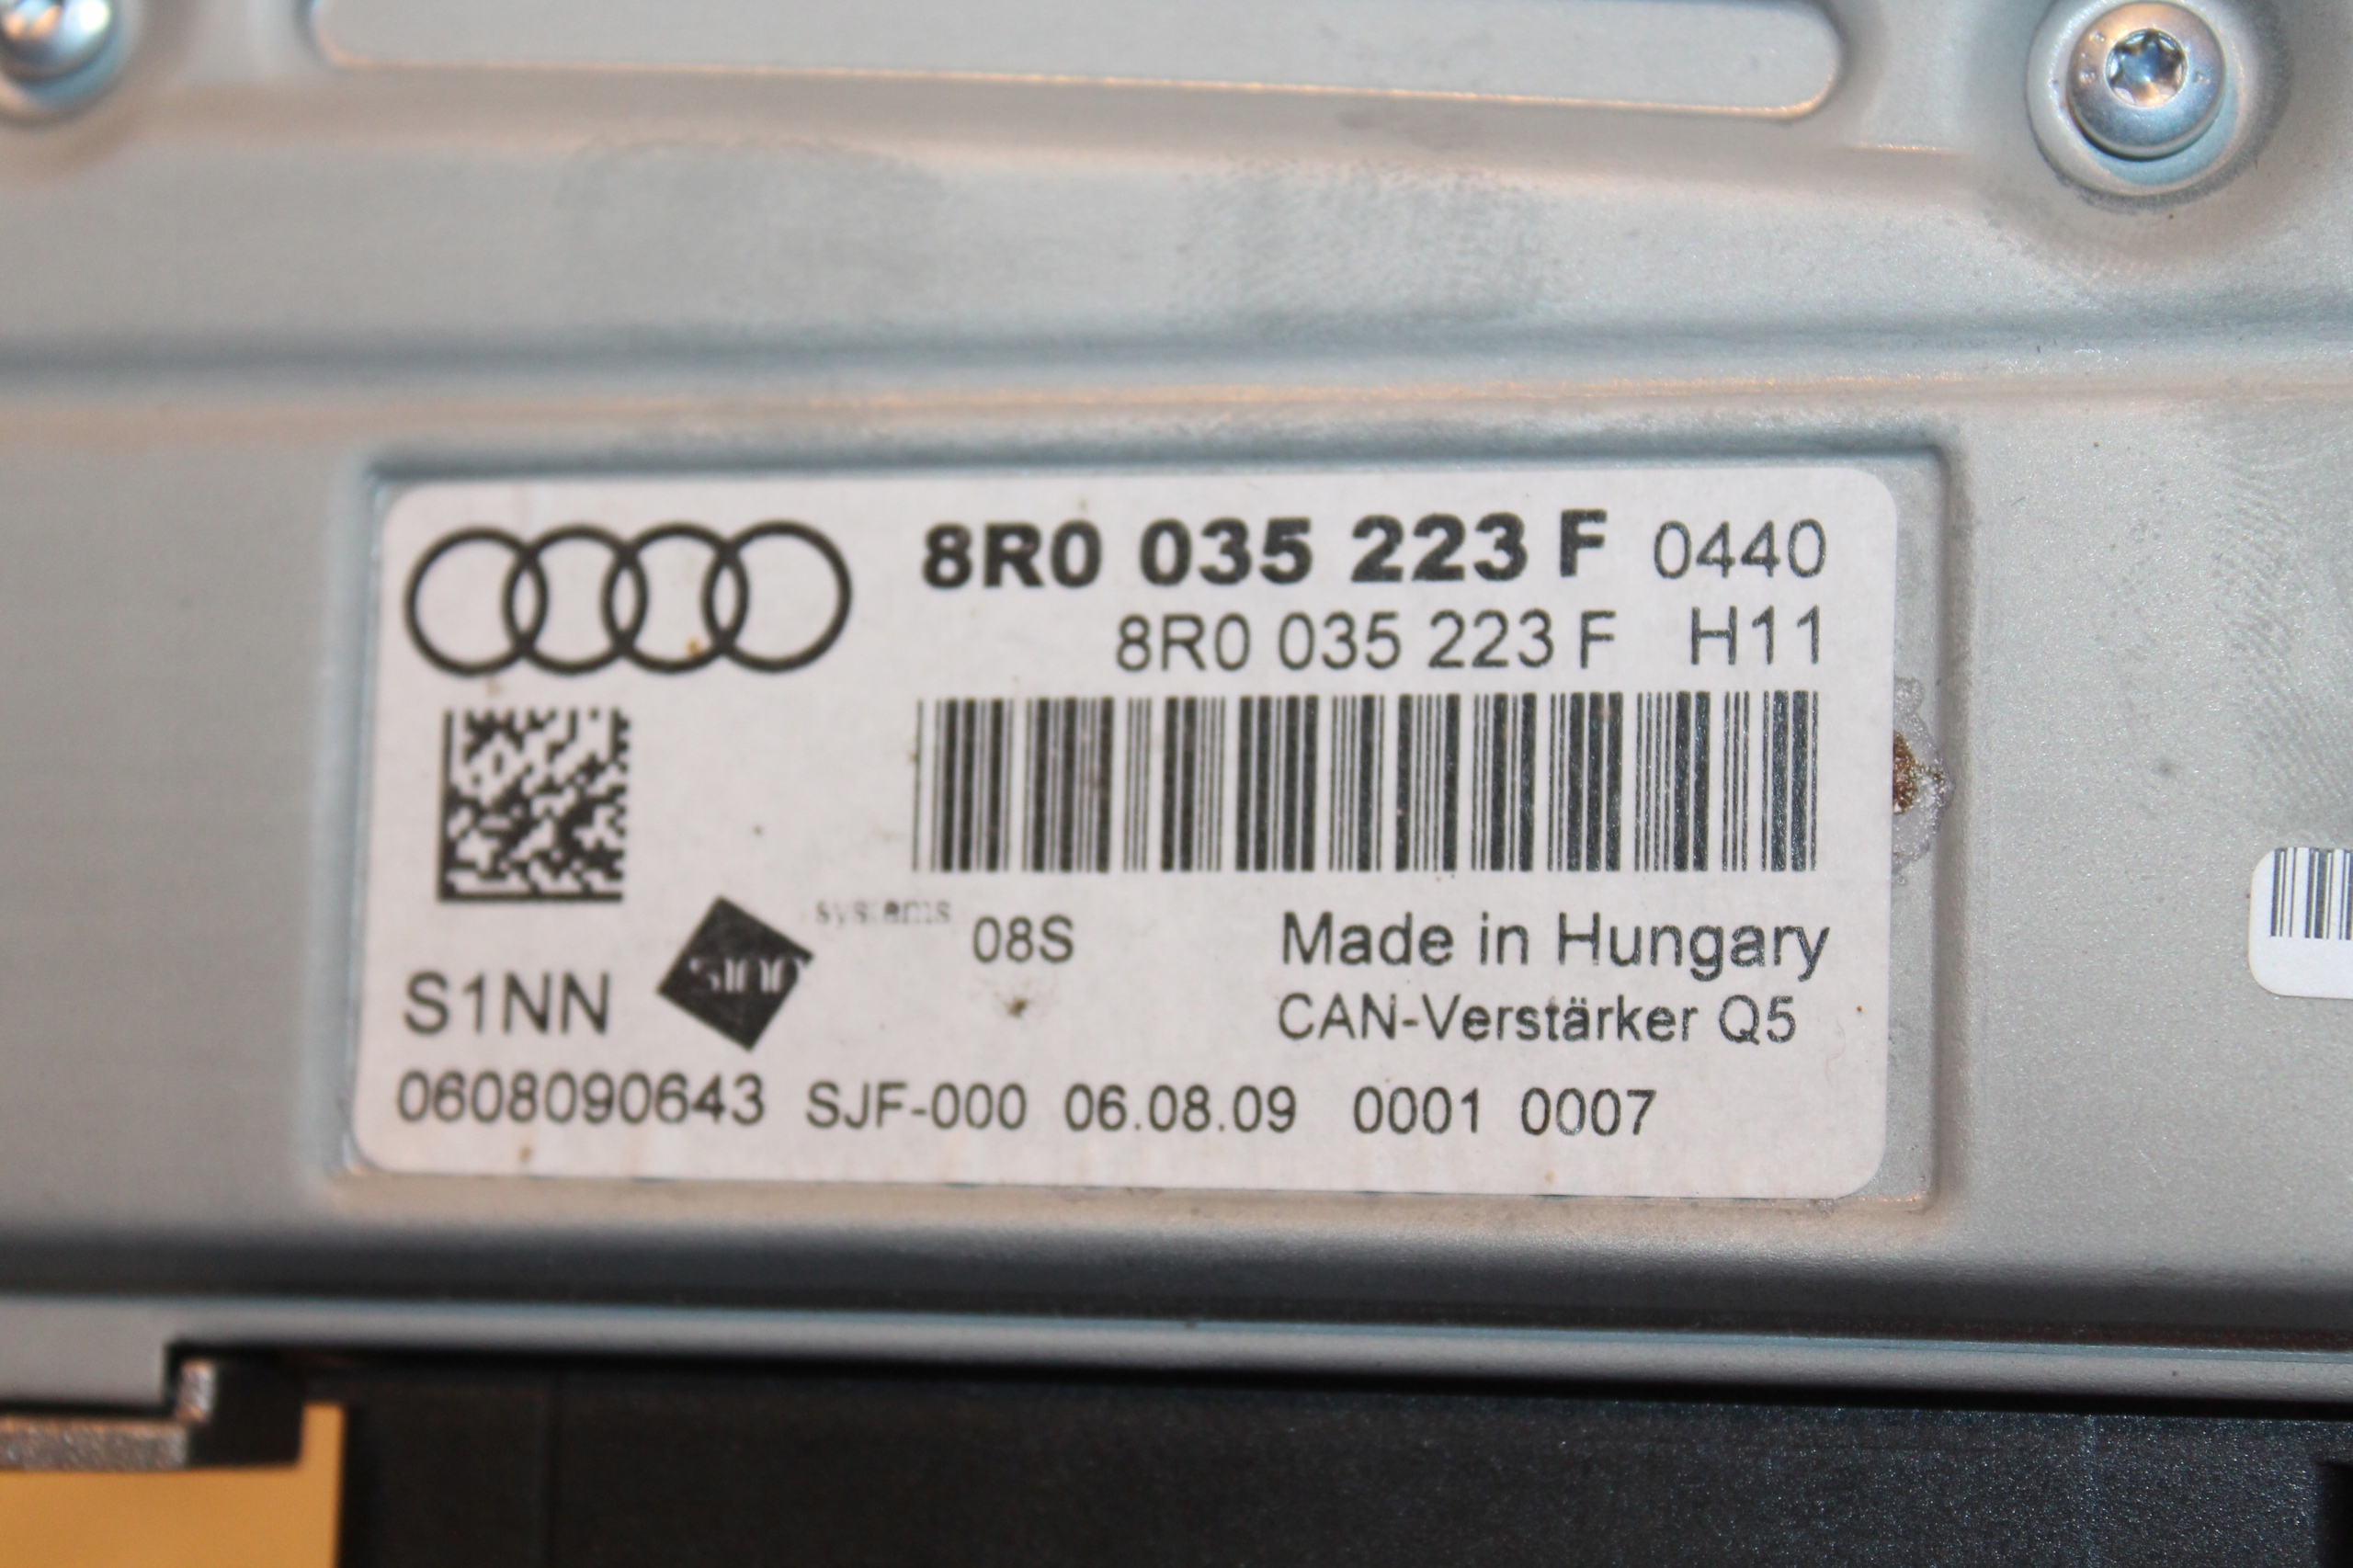 8R0 035 223 F 0440
8R0 035 223 F H11
systems 08S Made in Hungary
S1NN CAN-Verstärker Q5
0608090643 SJF-000 06.08.09 0001 0007